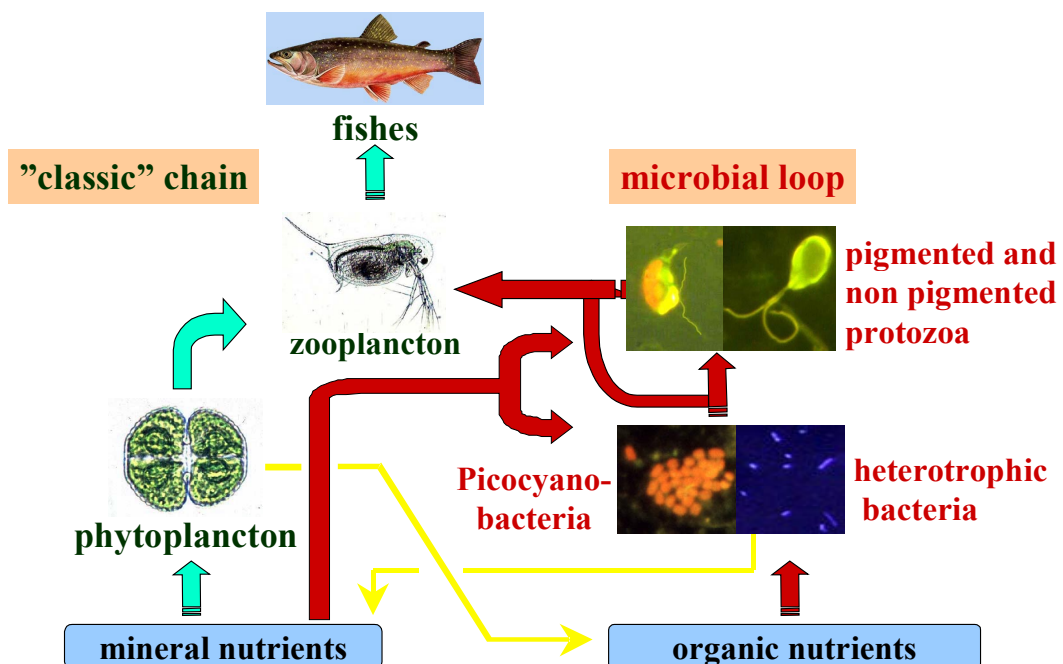 fishes
”classic” chain
microbial loop
pigmented and
non pigmented
protozoa
zooplancton
Picocyano-
bacteria
heterotrophic
bacteria
phytoplancton
mineral nutrients
organic nutrients